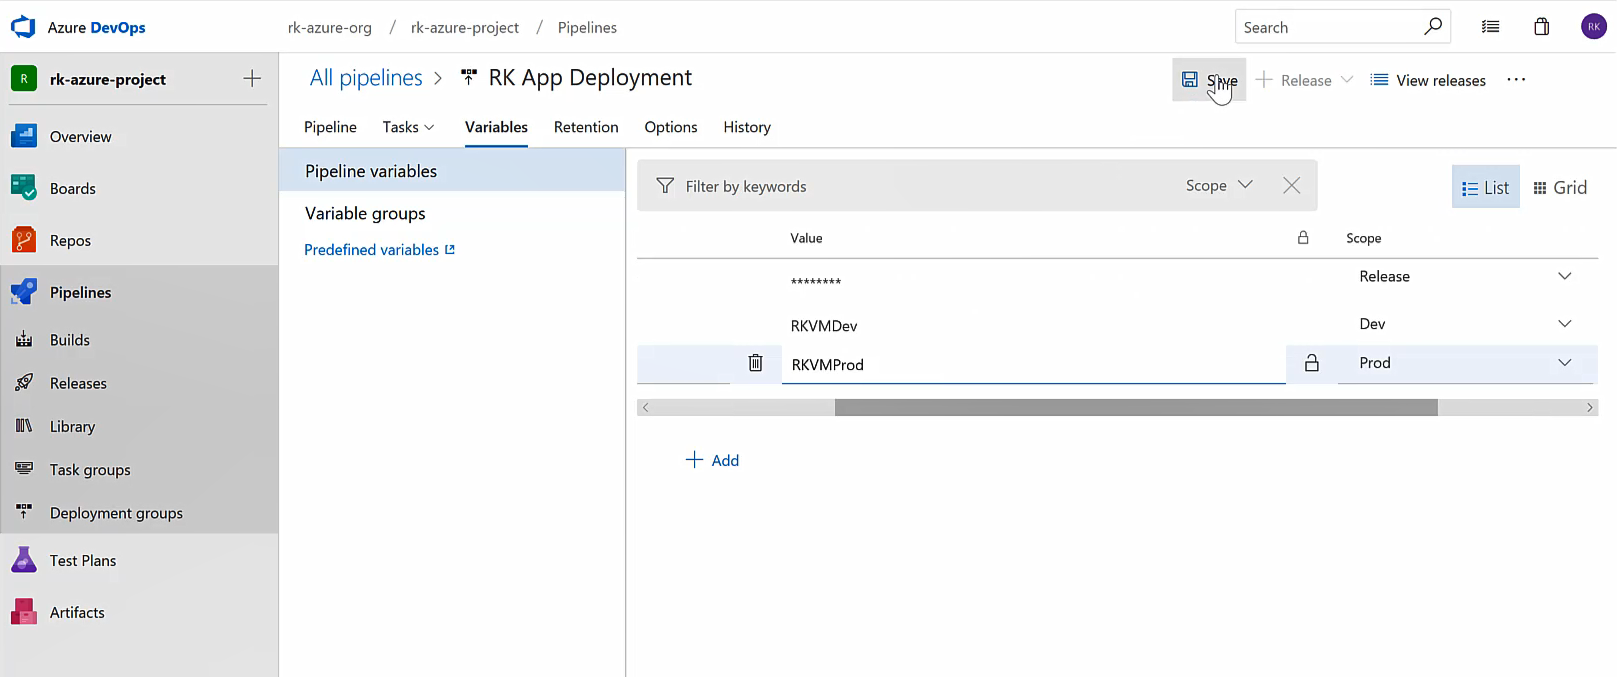 Azure DevOps
rk-azure-org / rk-azure-project / Pipelines
Search
RK
R
rk-azure-project
Overview
Boards
Repos
Pipelines
Builds
Releases
Library
Task groups
Deployment groups
Test Plans
Artifacts
All pipelines > RK App Deployment
Save
Release
View releases
Pipeline
Tasks
Variables
Retention
Options
History
Pipeline variables
Variable groups
Predefined variables
Filter by keywords
Scope
List
Grid
Value
Scope
********
Release
RKVMDev
Dev
RKVMProd
Prod
Add